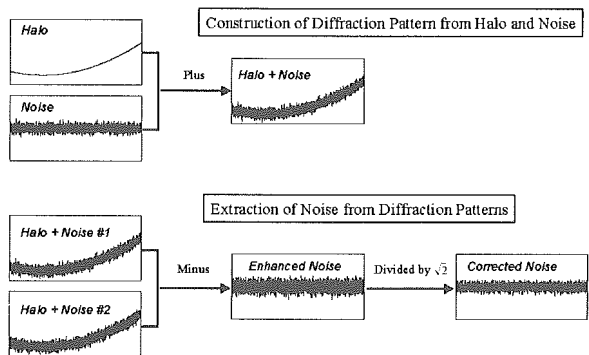 Construction of Diffraction Pattern from Halo and Noise
Halo
Noise
Plus
Halo + Noise
Extraction of Noise from Diffraction Patterns
Halo + Noise #1
Halo + Noise #2
Minus
Enhanced Noise
Divided by √2
Corrected Noise